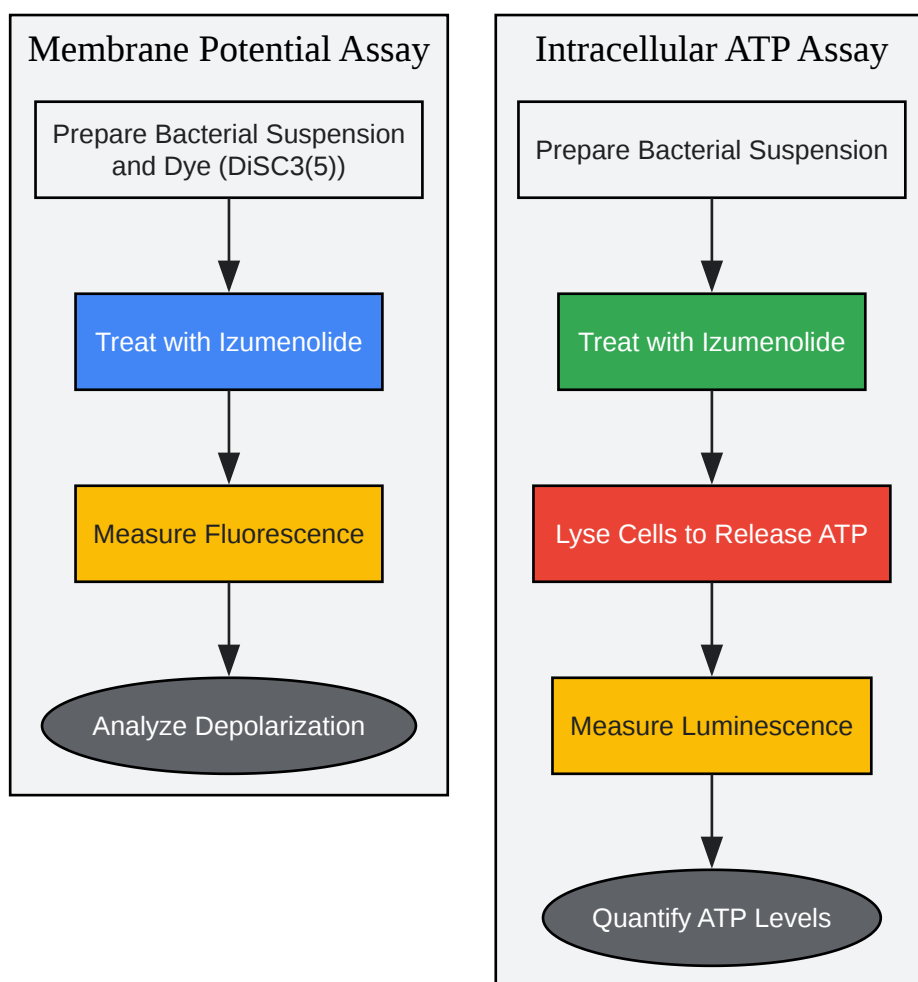 Membrane Potential Assay
Prepare Bacterial Suspension
and Dye (DiSC3(5))
Treat with Izumenolide
Measure Fluorescence
Analyze Depolarization
Intracellular ATP Assay
Prepare Bacterial Suspension
Treat with Izumenolide
Lyse Cells to Release ATP
Measure Luminescence
Quantify ATP Levels